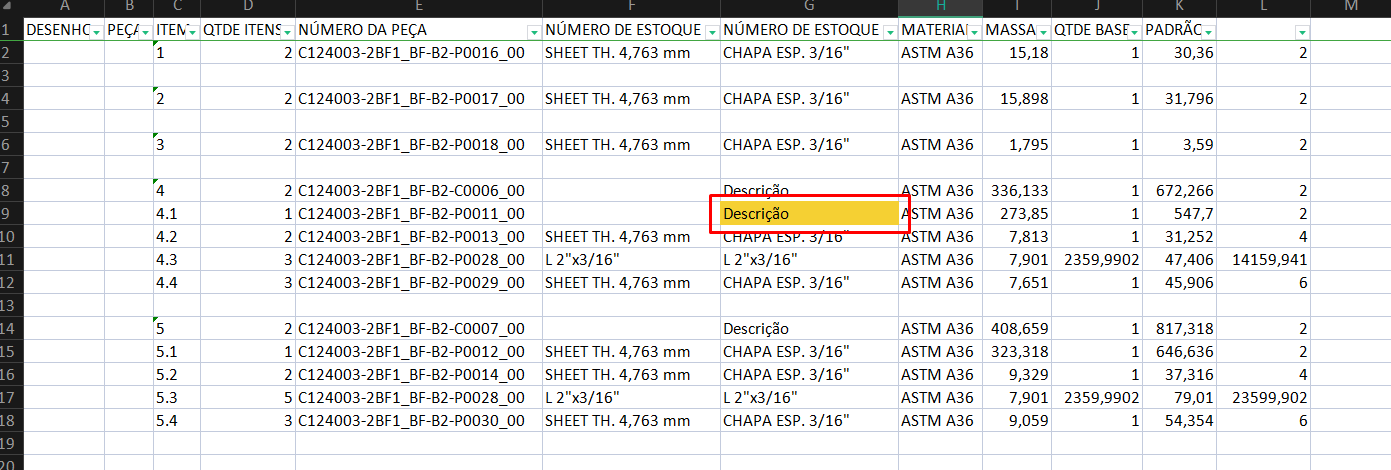 A B C D E F G H I J K L M
1 DESENHO PEÇA ITEM QTDE ITENS NÚMERO DA PEÇA NÚMERO DE ESTOQUE NÚMERO DE ESTOQUE MATERIAL MASSA QTDE BASE PADRÃO
2 1 2 C124003-2BF1_BF-B2-P0016_00 SHEET TH. 4,763 mm CHAPA ESP. 3/16" ASTM A36 15,18 1 30,36 2
3
4 2 2 C124003-2BF1_BF-B2-P0017_00 SHEET TH. 4,763 mm CHAPA ESP. 3/16" ASTM A36 15,898 1 31,796 2
5
6 3 2 C124003-2BF1_BF-B2-P0018_00 SHEET TH. 4,763 mm CHAPA ESP. 3/16" ASTM A36 1,795 1 3,59 2
7
8 4 2 C124003-2BF1_BF-B2-C0006_00 Descrição ASTM A36 336,133 1 672,266 2
9 4.1 1 C124003-2BF1_BF-B2-P0011_00 Descrição ASTM A36 273,85 1 547,7 2
10 4.2 2 C124003-2BF1_BF-B2-P0013_00 SHEET TH. 4,763 mm CHAPA ESP. 3/16" ASTM A36 7,813 1 31,252 4
11 4.3 3 C124003-2BF1_BF-B2-P0028_00 L 2"x3/16" L 2"x3/16" ASTM A36 7,901 2359,9902 47,406 14159,941
12 4.4 3 C124003-2BF1_BF-B2-P0029_00 SHEET TH. 4,763 mm CHAPA ESP. 3/16" ASTM A36 7,651 1 45,906 6
13
14 5 2 C124003-2BF1_BF-B2-C0007_00 Descrição ASTM A36 408,659 1 817,318 2
15 5.1 1 C124003-2BF1_BF-B2-P0012_00 SHEET TH. 4,763 mm CHAPA ESP. 3/16" ASTM A36 323,318 1 646,636 2
16 5.2 2 C124003-2BF1_BF-B2-P0014_00 SHEET TH. 4,763 mm CHAPA ESP. 3/16" ASTM A36 9,329 1 37,316 4
17 5.3 5 C124003-2BF1_BF-B2-P0028_00 L 2"x3/16" L 2"x3/16" ASTM A36 7,901 2359,9902 79,01 23599,902
18 5.4 3 C124003-2BF1_BF-B2-P0030_00 SHEET TH. 4,763 mm CHAPA ESP. 3/16" ASTM A36 9,059 1 54,354 6
19
20